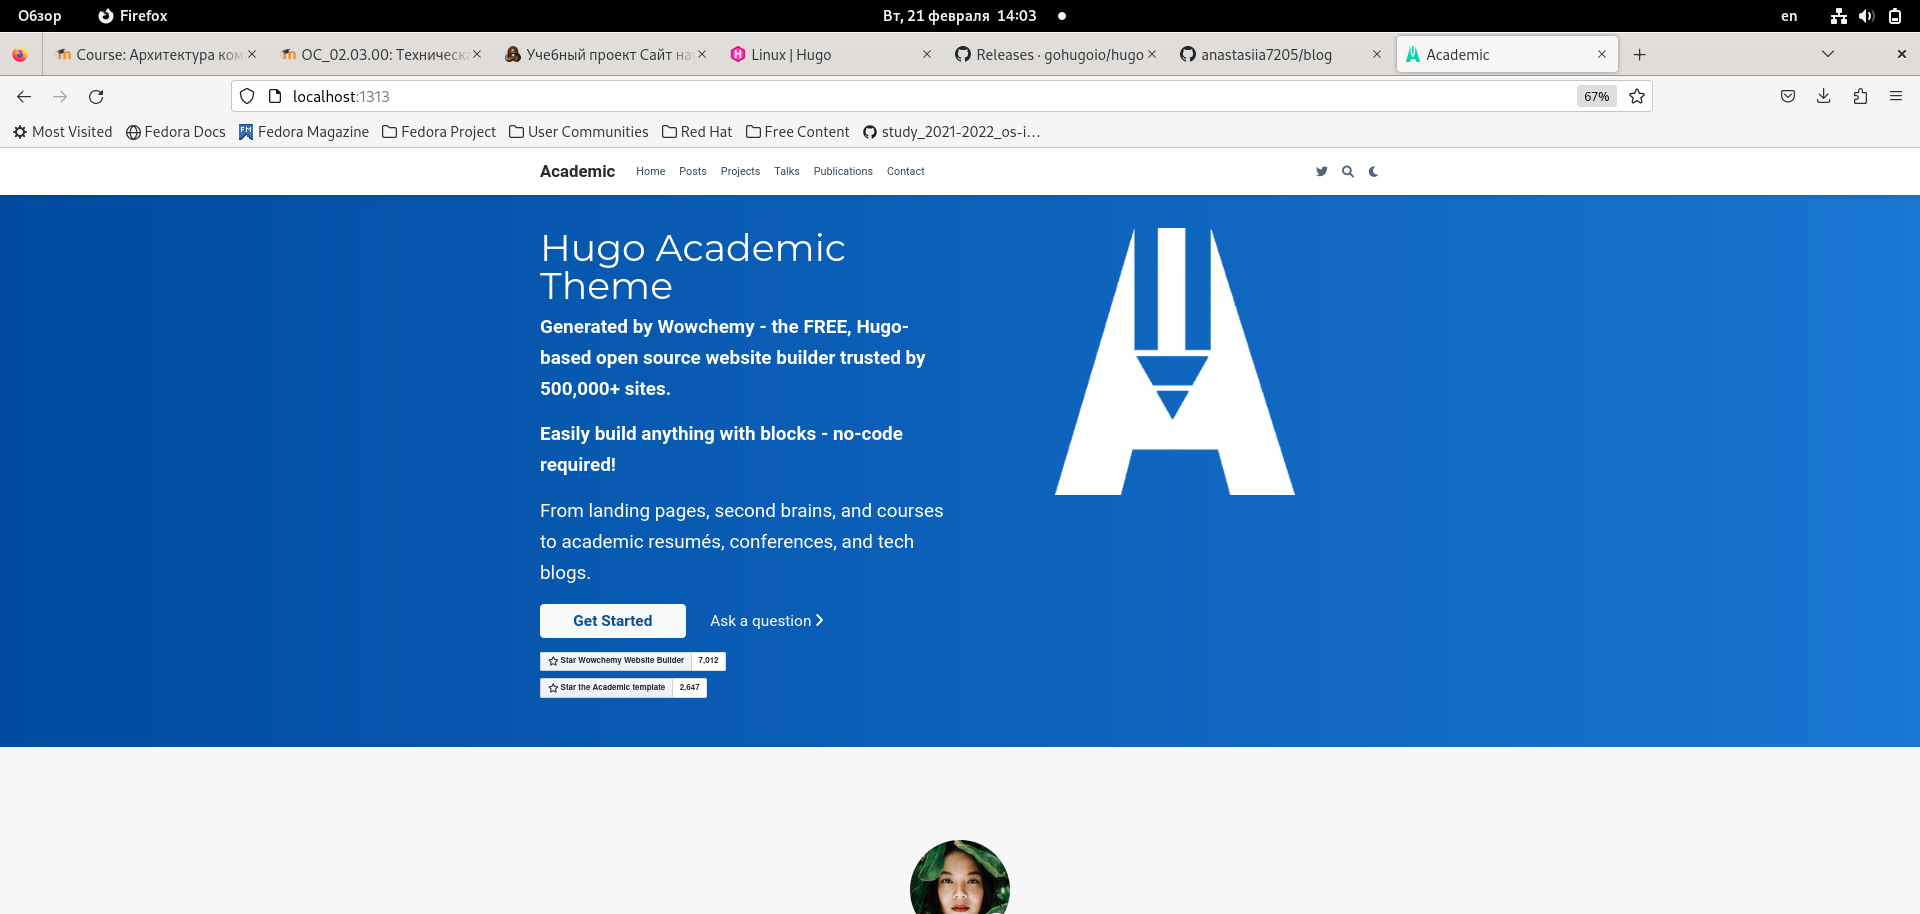 Обзор Firefox Вт, 21 февраля 14:03 en
Course: Архитектура ком ОС_02.03.00: Техническ Учебный проект Сайт на Linux | Hugo Releases · gohugoio/hugo anastasiia7205/blog Academic
localhost:1313 67%
Most Visited Fedora Docs Fedora Magazine Fedora Project User Communities Red Hat Free Content study_2021-2022_os-i…
Academic Home Posts Projects Talks Publications Contact
Hugo Academic
Theme
Generated by Wowchemy - the FREE, Hugo-
based open source website builder trusted by
500,000+ sites.
Easily build anything with blocks - no-code
required!
From landing pages, second brains, and courses
to academic resumés, conferences, and tech
blogs.
Get Started Ask a question
Star Wowchemy Website Builder 7,012
Star the Academic template 2,647